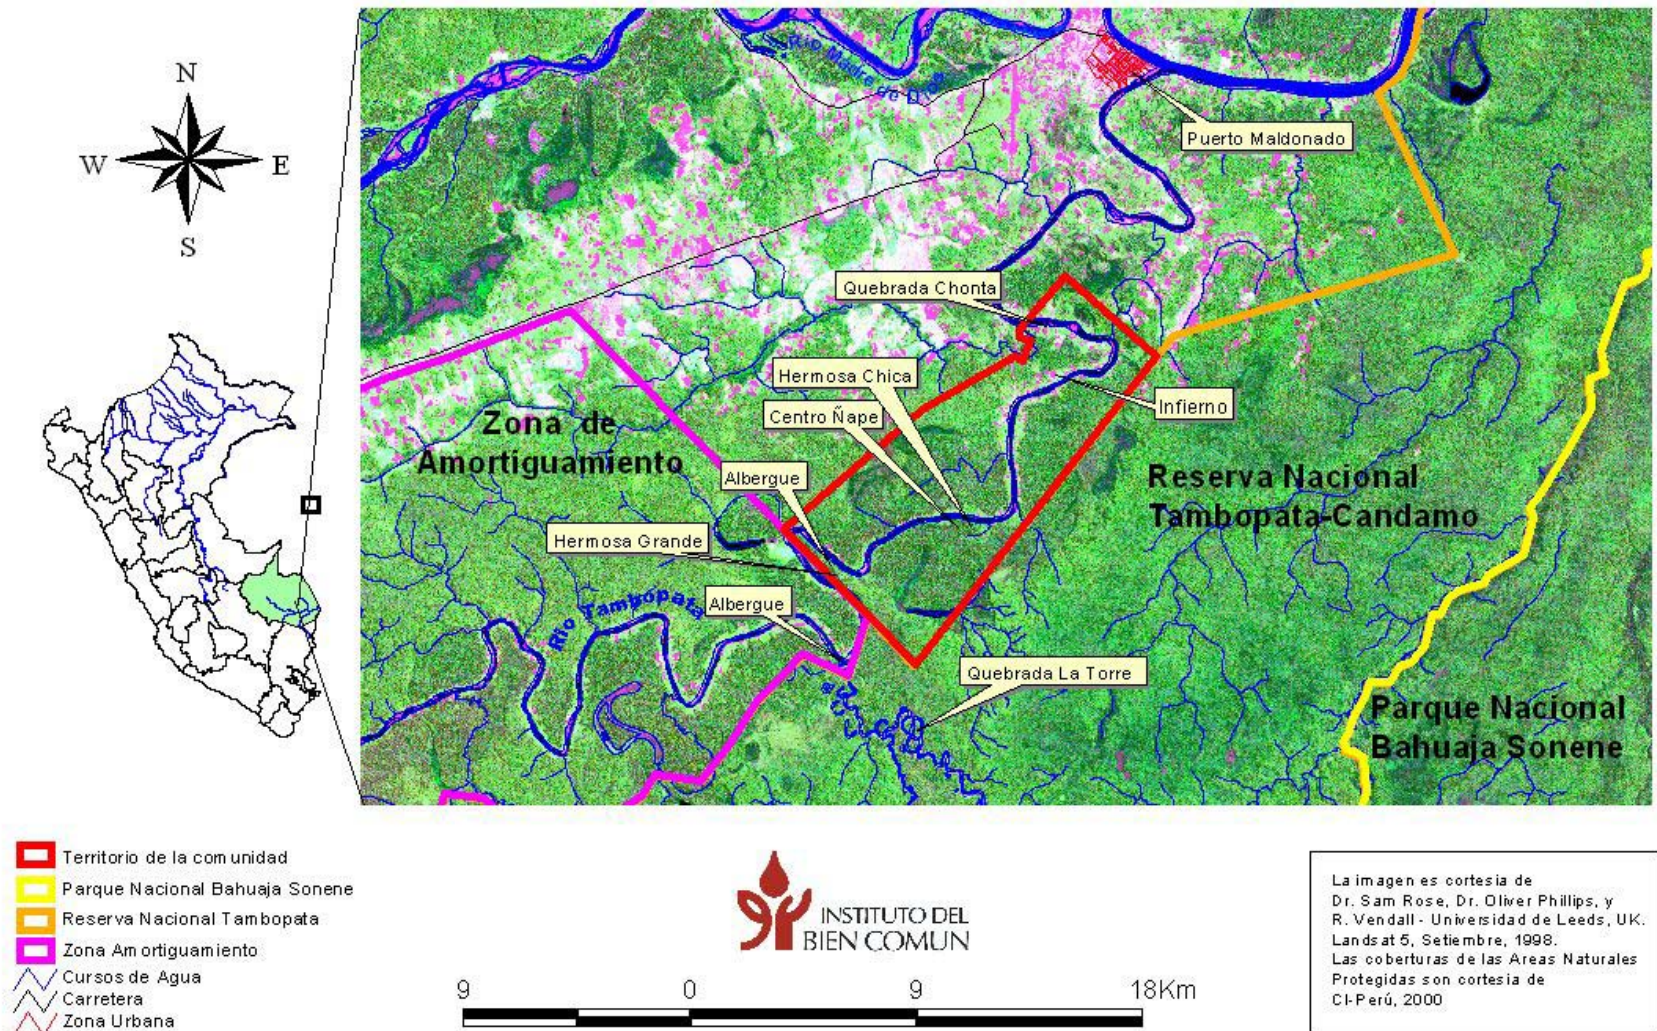 N
W
E
S
Río Madre de Dios
Puerto Maldonado
Quebrada Chonta
Hermosa Chica
Centro Ñape
Infierno
Zona de
Amortiguamiento
Albergue
Reserva Nacional
Tambopata-Candamo
Hermosa Grande
Río Tambopata
Albergue
Quebrada La Torre
Parque Nacional
Bahuaja Sonene
Territorio de la comunidad
Parque Nacional Bahuaja Sonene
Reserva Nacional Tambopata
Zona Amortiguamiento
Cursos de Agua
Carretera
Zona Urbana
INSTITUTO DEL
BIEN COMUN
9 0 9 18Km
La imagen es cortesia de
Dr. Sam Rose, Dr. Oliver Phillips, y
R. Vendall - Universidad de Leeds, UK.
Landsat 5, Setiembre, 1998.
Las coberturas de las Areas Naturales
Protegidas son cortesia de
CI-Perú, 2000